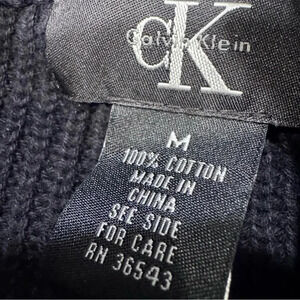 cK
Calvin Klein
M
100% COTTON
MADE IN
CHINA
SEE SIDE
FOR CARE
RN 36543